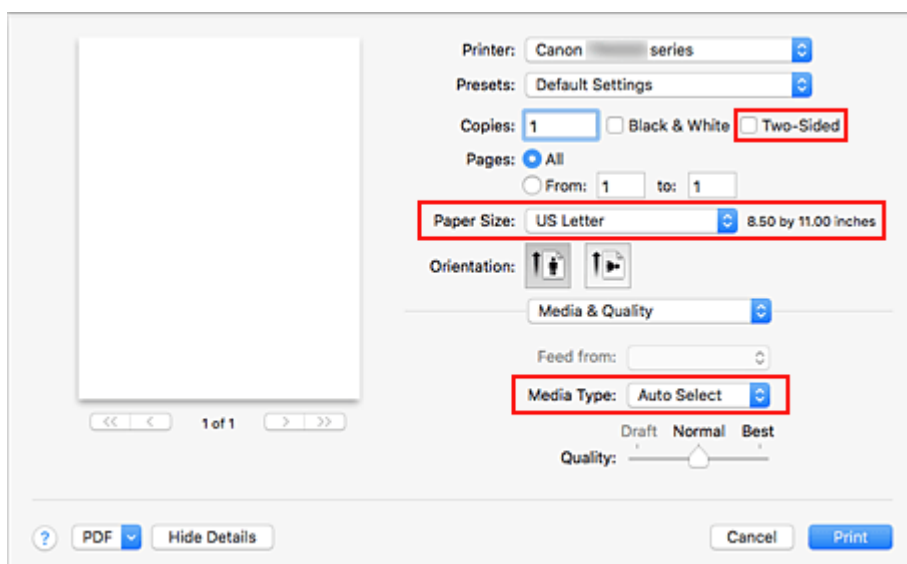 Printer: Canon series
Presets: Default Settings
Copies: 1 Black & White Two-Sided
Pages: All
From: 1 to: 1
Paper Size: US Letter 8.50 by 11.00 inches
Orientation:
Media & Quality
Feed from:
Media Type: Auto Select
<< < 1 of 1 > >>
Draft Normal Best
Quality:
? PDF Hide Details Cancel Print